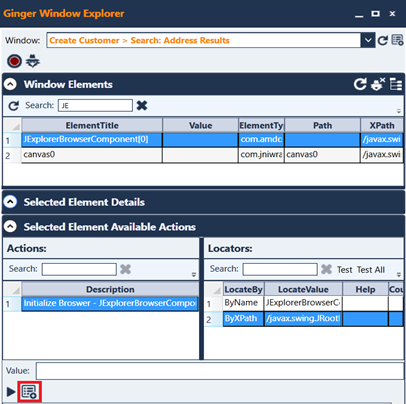 Ginger Window Explorer
Window: Create Customer > Search: Address Results
Window Elements
Search: JE
ElementTitle Value ElementTy Path XPath
1 JExplorerBrowserComponent[0] com.amdc /javax.swi
2 canvas0 com.jniwra canvas0 /javax.swi
Selected Element Details
Selected Element Available Actions
Actions: Locators:
Search: Search: Test Test All
Description LocateBy LocateValue Help Cou
1 Initialize Broswer - JExplorerBrowserCompo 1 ByName JExplorerBrowserC
2 ByXPath /javax.swing.JRootI
Value: